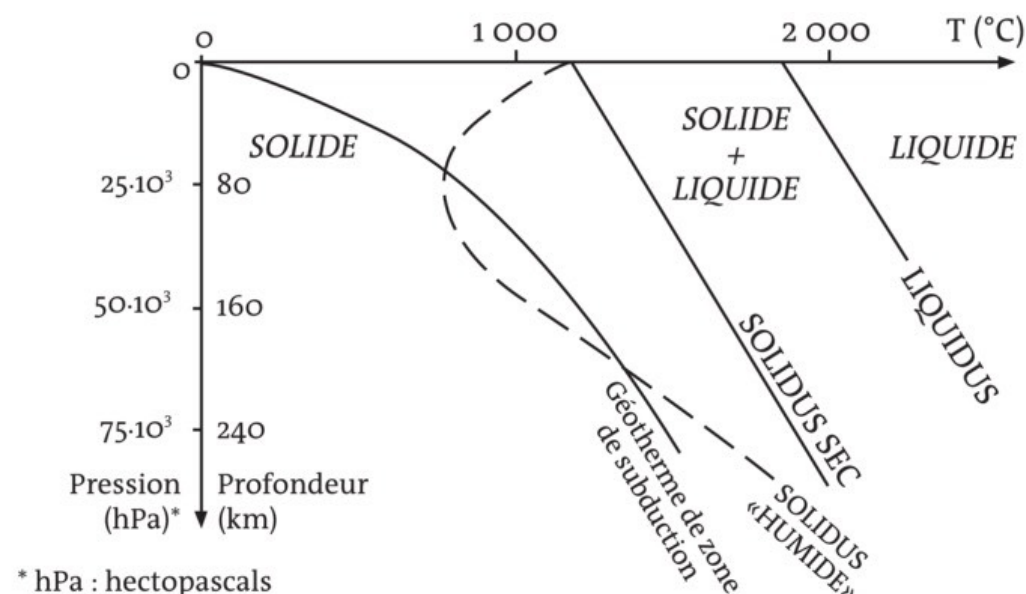 0 1 000 2 000 T (°C)
0
SOLIDE
SOLIDE
+
LIQUIDE
LIQUIDE
25·10³ 80
50·10³ 160
75·10³ 240
LIQUIDUS
SOLIDUS SEC
Géotherme de zone
de subduction
SOLIDUS
«HUMIDE»
Pression
(hPa)*
Profondeur
(km)
* hPa : hectopascals